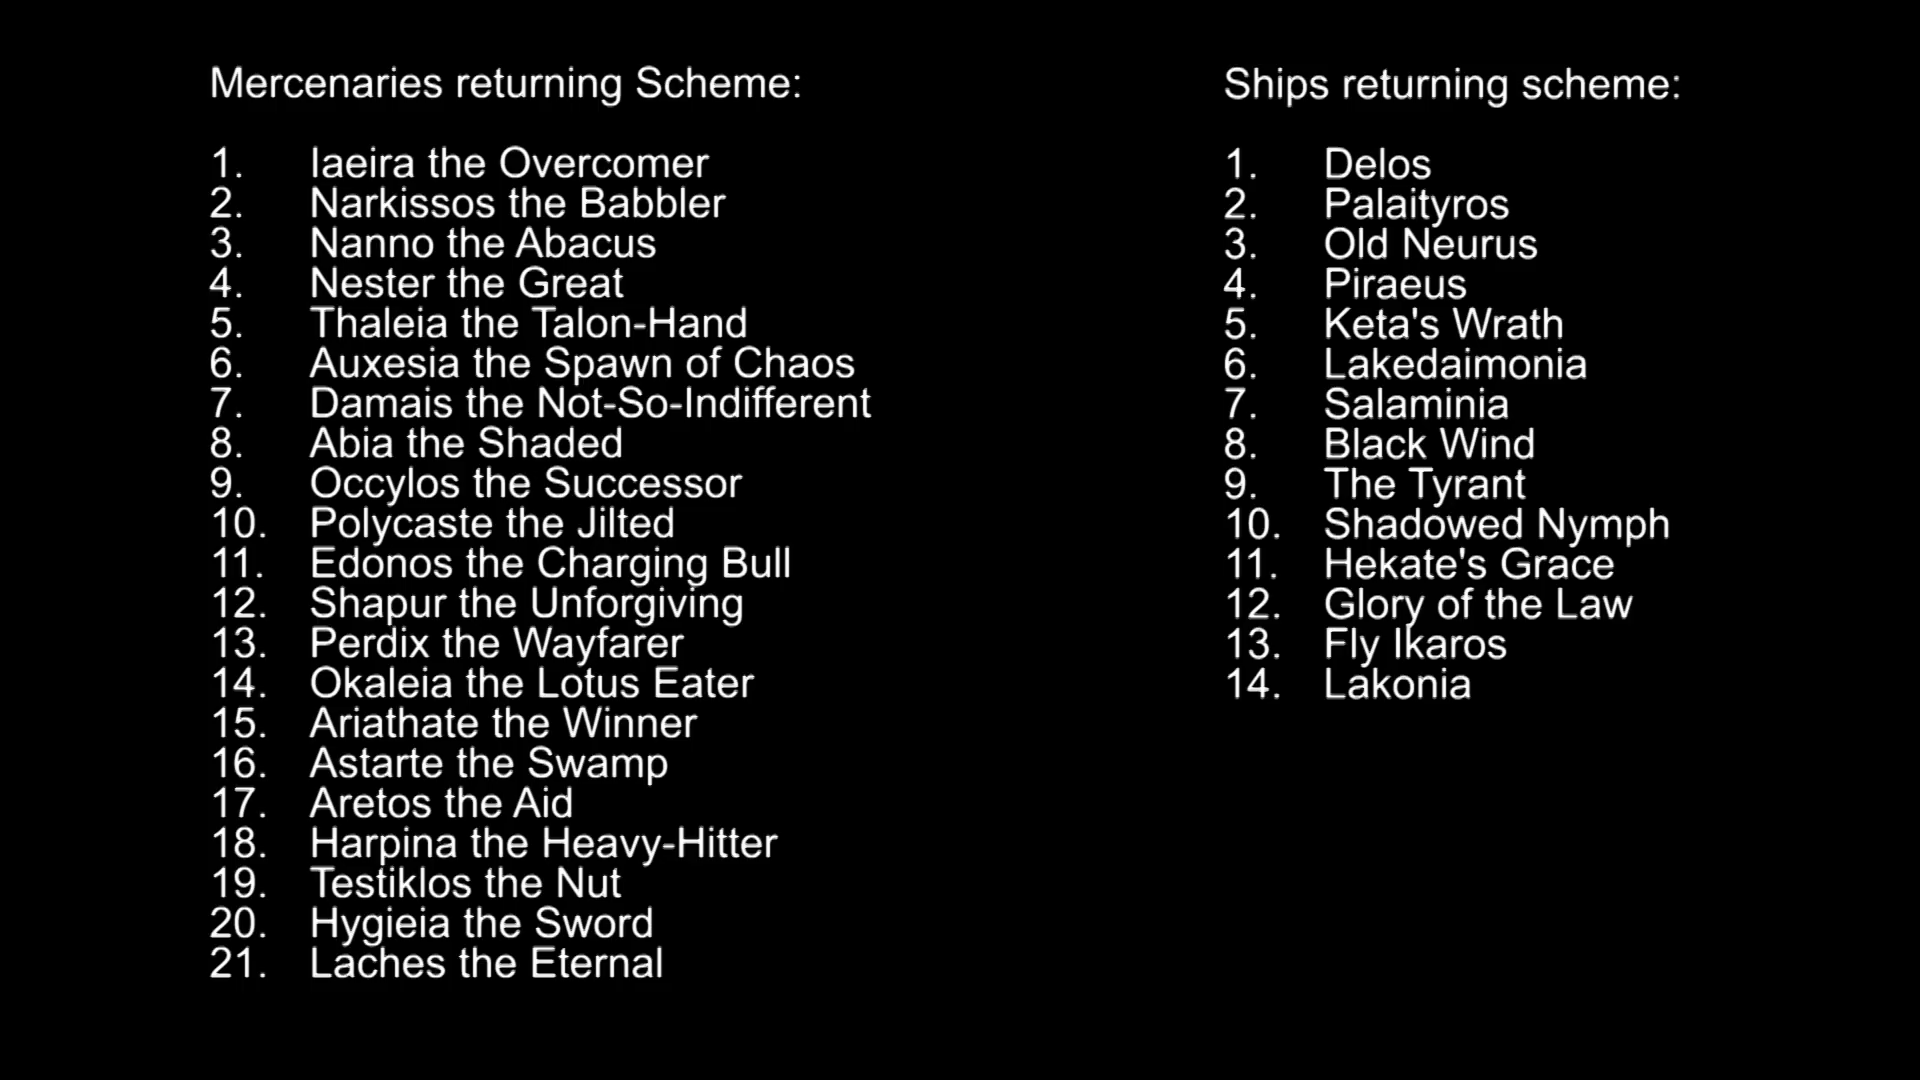 Mercenaries returning Scheme:
1. Iaeira the Overcomer
2. Narkissos the Babbler
3. Nanno the Abacus
4. Nester the Great
5. Thaleia the Talon-Hand
6. Auxesia the Spawn of Chaos
7. Damais the Not-So-Indifferent
8. Abia the Shaded
9. Occylos the Successor
10. Polycaste the Jilted
11. Edonos the Charging Bull
12. Shapur the Unforgiving
13. Perdix the Wayfarer
14. Okaleia the Lotus Eater
15. Ariathate the Winner
16. Astarte the Swamp
17. Aretos the Aid
18. Harpina the Heavy-Hitter
19. Testiklos the Nut
20. Hygieia the Sword
21. Laches the Eternal
Ships returning scheme:
1. Delos
2. Palaityros
3. Old Neurus
4. Piraeus
5. Keta's Wrath
6. Lakedaimonia
7. Salaminia
8. Black Wind
9. The Tyrant
10. Shadowed Nymph
11. Hekate's Grace
12. Glory of the Law
13. Fly Ikaros
14. Lakonia